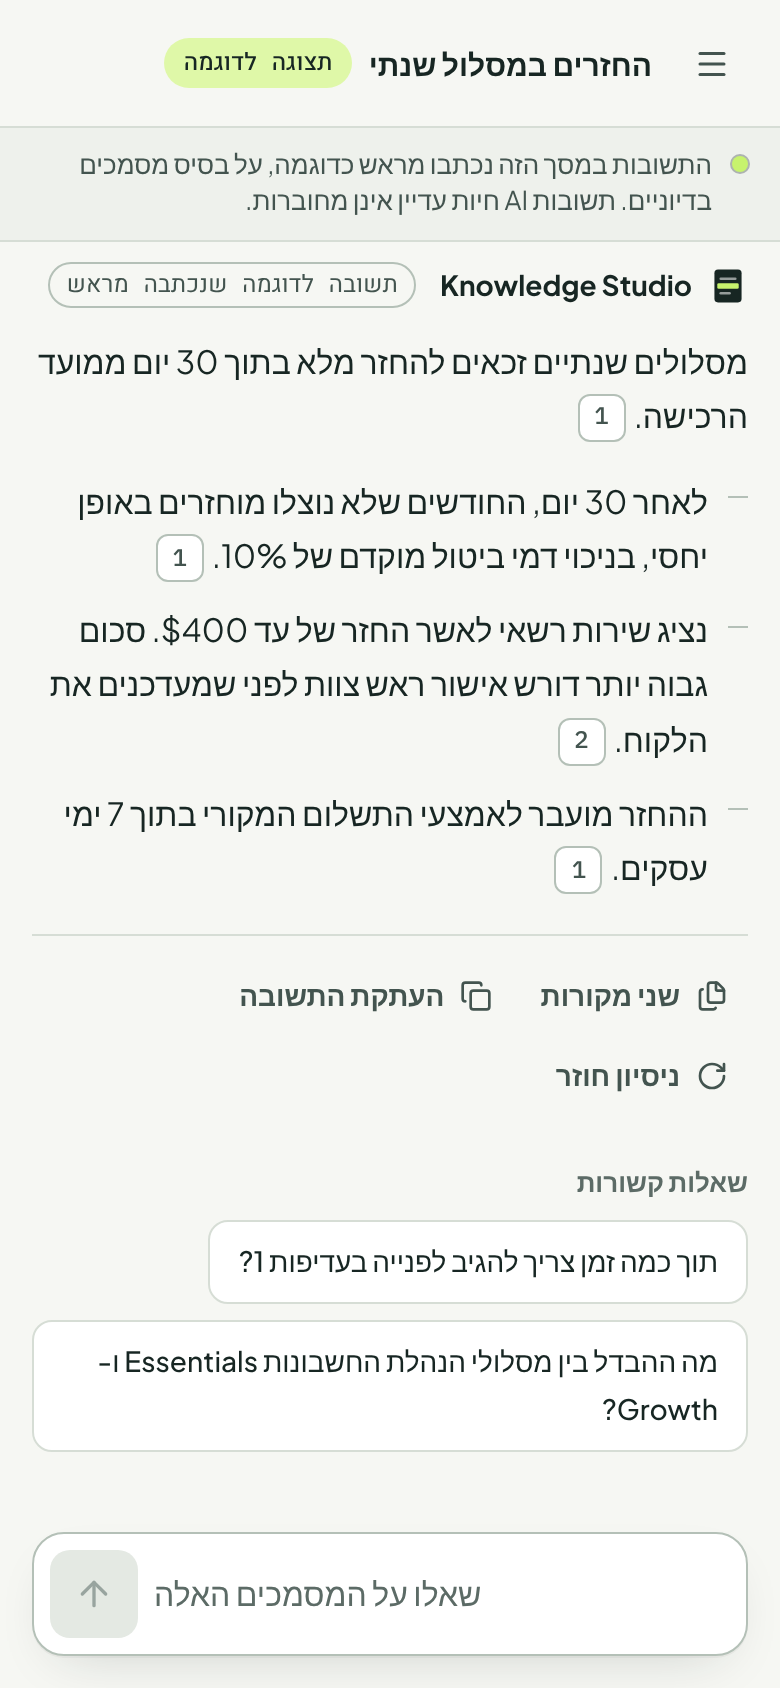 החזרים במסלול שנתי תצוגה לדוגמה
התשובות במסך הזה נכתבו מראש כדוגמה, על בסיס מסמכים
בדיוניים. תשובות AI חיות עדיין אינן מחוברות.
Knowledge Studio תשובה לדוגמה שנכתבה מראש
מסלולים שנתיים זכאים להחזר מלא בתוך 30 יום ממועד
הרכישה. 1
— לאחר 30 יום, החודשים שלא נוצלו מוחזרים באופן
יחסי, בניכוי דמי ביטול מוקדם של 10%. 1
— נציג שירות רשאי לאשר החזר של עד $400. סכום
גבוה יותר דורש אישור ראש צוות לפני שמעדכנים את
הלקוח. 2
— ההחזר מועבר לאמצעי התשלום המקורי בתוך 7 ימי
עסקים. 1
שני מקורות העתקת התשובה
ניסיון חוזר
שאלות קשורות
תוך כמה זמן צריך להגיב לפנייה בעדיפות 1?
מה ההבדל בין מסלולי הנהלת החשבונות Essentials ו-
Growth?
שאלו על המסמכים האלה